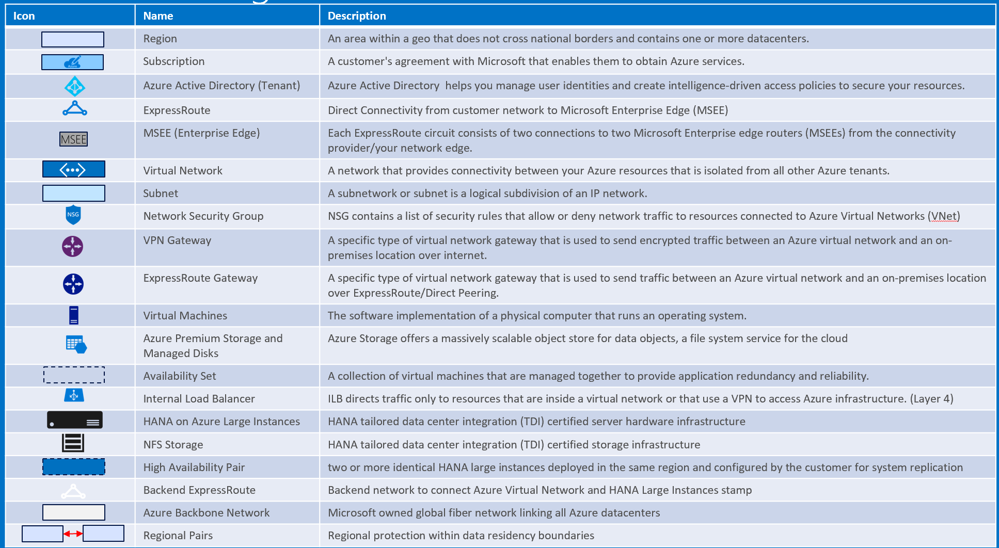 Icon Name Description
Region An area within a geo that does not cross national borders and contains one or more datacenters.
Azure Subscription A customer's agreement with Microsoft that enables them to obtain Azure services.
Azure Active Directory (Tenant) Azure Active Directory  helps you manage user identities and create intelligence-driven access policies to secure your resources.
ExpressRoute Direct Connectivity from customer network to Microsoft Enterprise Edge (MSEE)
MSEE MSEE (Enterprise Edge) Each ExpressRoute circuit consists of two connections to two Microsoft Enterprise edge routers (MSEEs) from the connectivity
provider/your network edge.
Virtual Network A network that provides connectivity between your Azure resources that is isolated from all other Azure tenants.
Subnet A subnetwork or subnet is a logical subdivision of an IP network.
NSG Network Security Group NSG contains a list of security rules that allow or deny network traffic to resources connected to Azure Virtual Networks (VNet)
VPN Gateway A specific type of virtual network gateway that is used to send encrypted traffic between an Azure virtual network and an on-
premises location over internet.
ExpressRoute Gateway A specific type of virtual network gateway that is used to send traffic between an Azure virtual network and an on-premises location
over ExpressRoute/Direct Peering.
Virtual Machines The software implementation of a physical computer that runs an operating system.
Azure Premium Storage and Azure Storage offers a massively scalable object store for data objects, a file system service for the cloud
Managed Disks
Availability Set A collection of virtual machines that are managed together to provide application redundancy and reliability.
Internal Load Balancer ILB directs traffic only to resources that are inside a virtual network or that use a VPN to access Azure infrastructure. (Layer 4)
HANA on Azure Large Instances HANA tailored data center integration (TDI) certified server hardware infrastructure
NFS Storage HANA tailored data center integration (TDI) certified storage infrastructure
High Availability Pair two or more identical HANA large instances deployed in the same region and configured by the customer for system replication
Backend ExpressRoute Backend network to connect Azure Virtual Network and HANA Large Instances stamp
Azure Backbone Network Microsoft owned global fiber network linking all Azure datacenters
Regional Pairs Regional protection within data residency boundaries